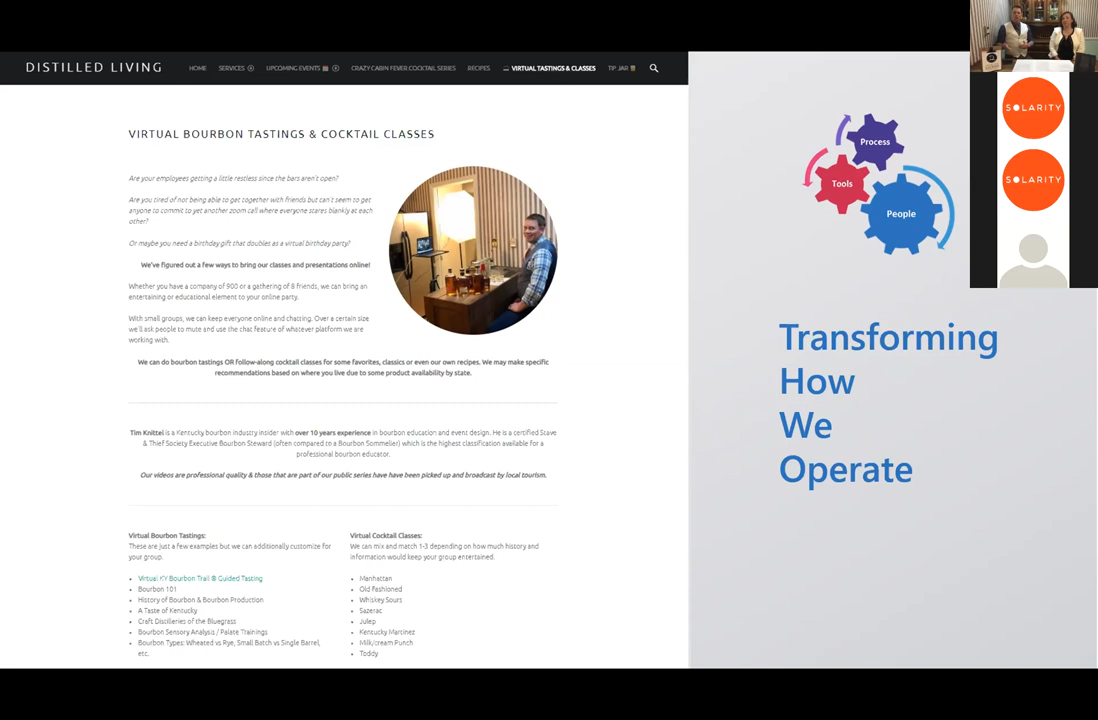 DISTILLED LIVING
HOME SERVICES UPCOMING EVENTS CRAZY CABIN FEVER COCKTAIL SERIES RECIPES VIRTUAL TASTINGS & CLASSES TIP JAR
VIRTUAL BOURBON TASTINGS & COCKTAIL CLASSES
Are your employees getting a little restless since the bars aren't open?
Are you tired of not being able to get together with friends but can't seem to
get anyone to commit to yet another zoom call where everyone stares blankly at each
other?
Or maybe you need a birthday gift that doubles as a virtual birthday party?
We've figured out a few ways to bring our classes and presentations online!
Whether you have a company of 900 or a gathering of 8 friends, we can bring an
entertaining or educational element to your online party.
With small groups, we can keep everyone online and chatting. Over a certain size
we'll ask people to mute and use the chat feature of whatever platform we are
working with.
We can do bourbon tastings OR follow-along cocktail classes for some favorites, classics or even our own recipes. We may make specific
recommendations based on where you live due to some product availability by state.
Tim Knittel is a Kentucky bourbon industry insider with over 10 years experience in bourbon education and event design. He is a certified Stave
& Thief Society Executive Bourbon Steward (often compared to a Bourbon Sommelier) which is the highest classification available for a
professional bourbon educator.
Our videos are professional quality & those that are part of our public series have have been picked up and broadcast by local tourism.
Virtual Bourbon Tastings:
These are just a few examples but we can additionally customize for
your group.
Virtual KY Bourbon Trail ® Guided Tasting
Bourbon 101
History of Bourbon & Bourbon Production
A Taste of Kentucky
Craft Distilleries of the Bluegrass
Bourbon Sensory Analysis / Palate Trainings
Bourbon Types: Wheated vs Rye, Small Batch vs Single Barrel,
etc.
Virtual Cocktail Classes:
We can mix and match 1-3 depending on how much history and
information would keep your group entertained.
Manhattan
Old Fashioned
Whiskey Sours
Sazerac
Julep
Kentucky Martinez
Milk/cream Punch
Toddy
Process
Tools
People
Transforming
How
We
Operate
SOLARITY
SOLARITY